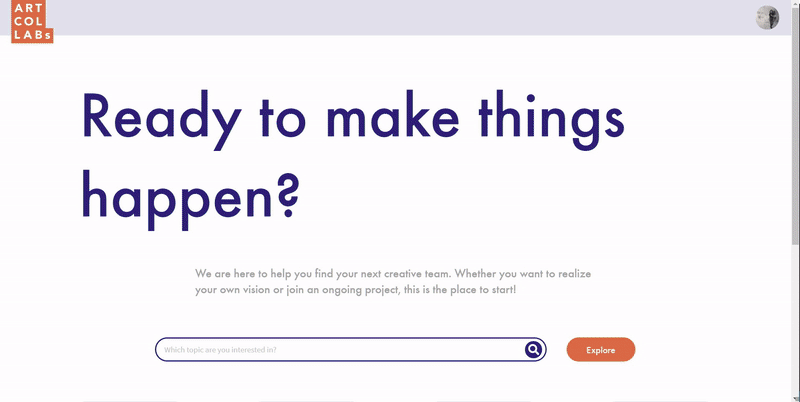 ART
COL
LABs
Ready to make things
happen?
We are here to help you find your next creative team. Whether you want to realize
your own vision or join an ongoing project, this is the place to start!
Which topic are you interested in?
Explore